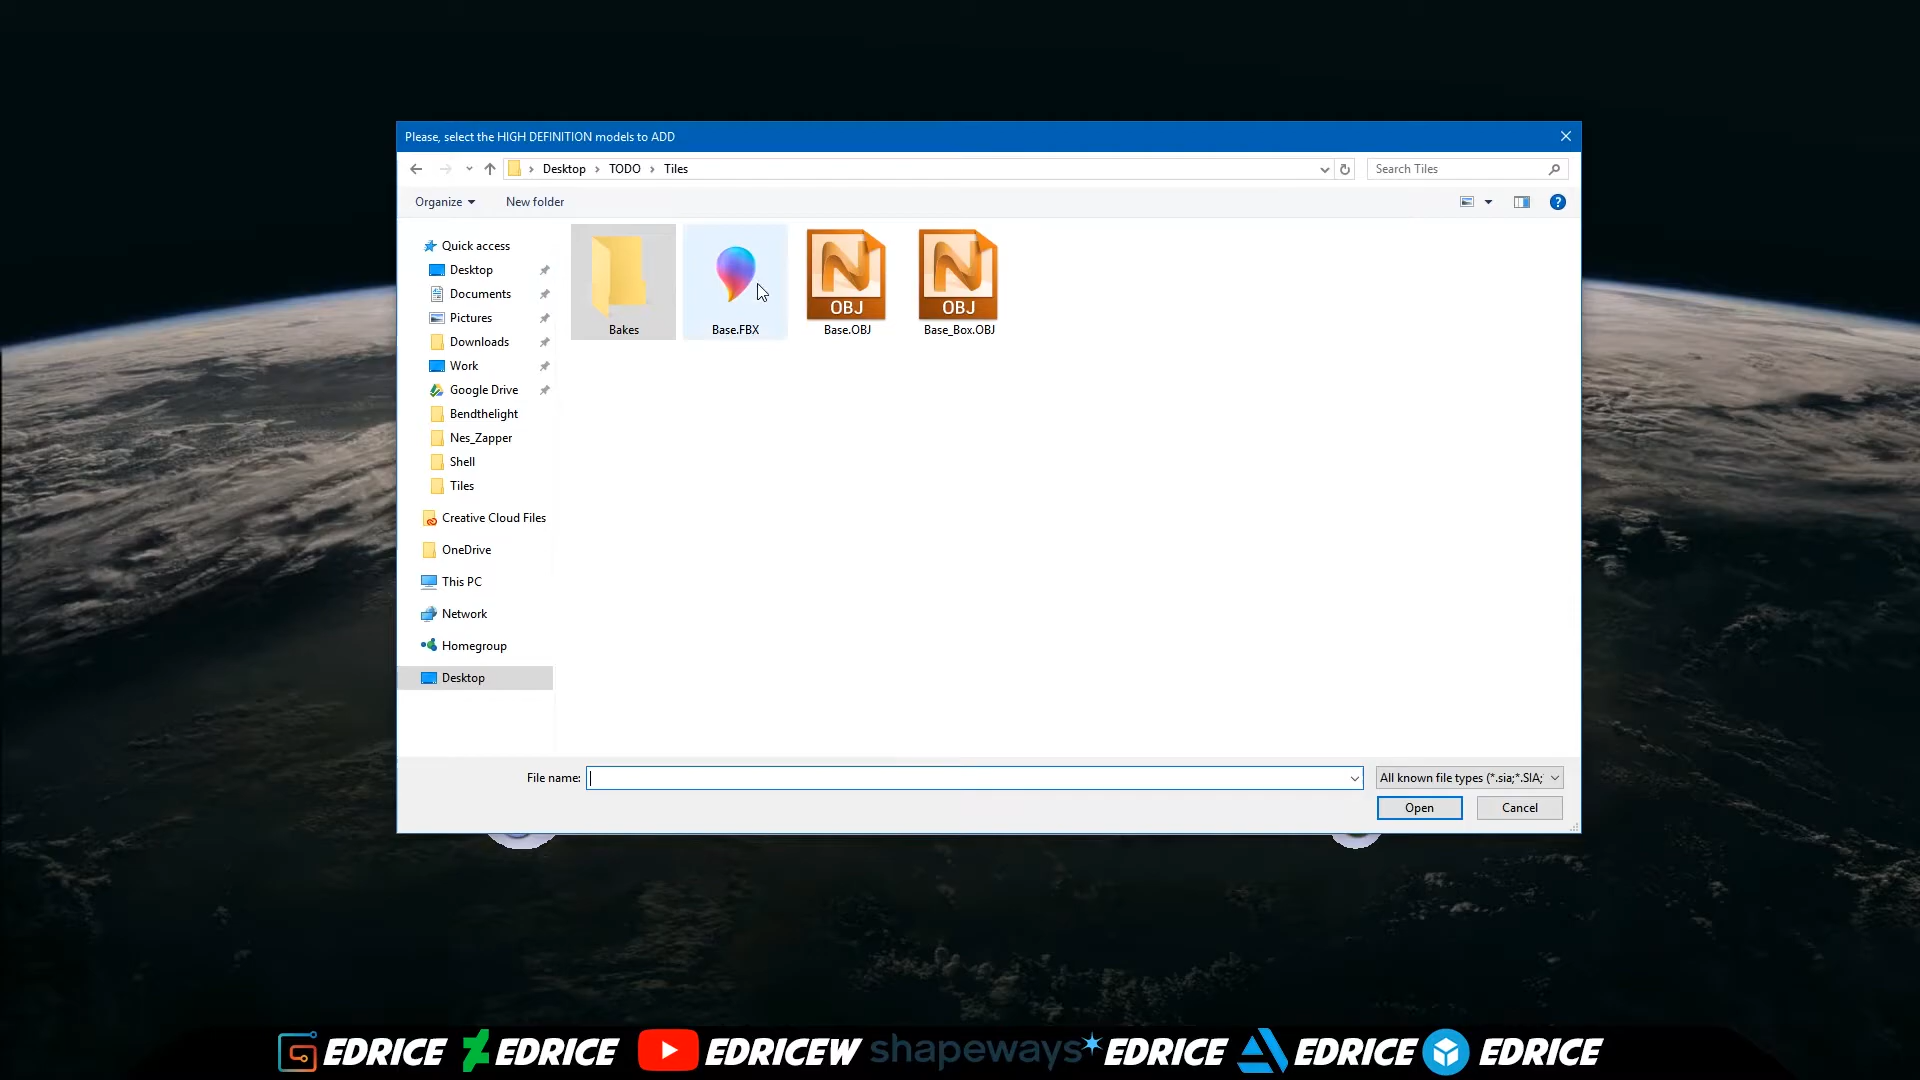 Please, select the HIGH DEFINITION models to ADD
Desktop TODO Tiles
Search Tiles
Organize New folder
?
Quick access
Desktop
Documents
Pictures
Downloads
Work
Google Drive
Bendthelight
Nes_Zapper
Shell
Tiles
Creative Cloud Files
OneDrive
This PC
Network
Homegroup
Desktop
OBJ OBJ
Bakes Base.FBX Base.OBJ Base_Box.OBJ
File name: All known file types (*.sia;*.SIA;
Open Cancel
EDRICE EDRICE EDRICEW shapeways* EDRICE EDRICE EDRICE